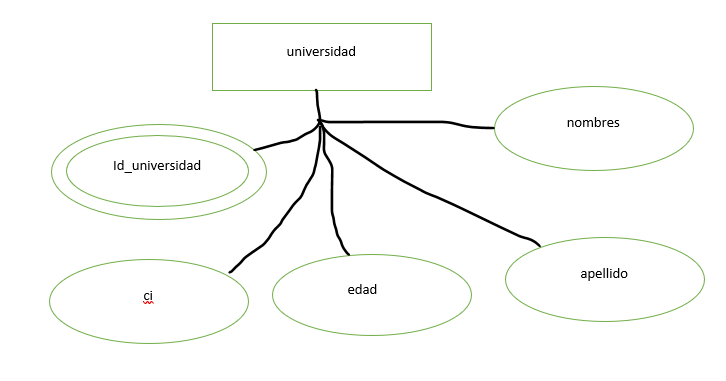 universidad
nombres
Id_universidad
apellido
edad
ci